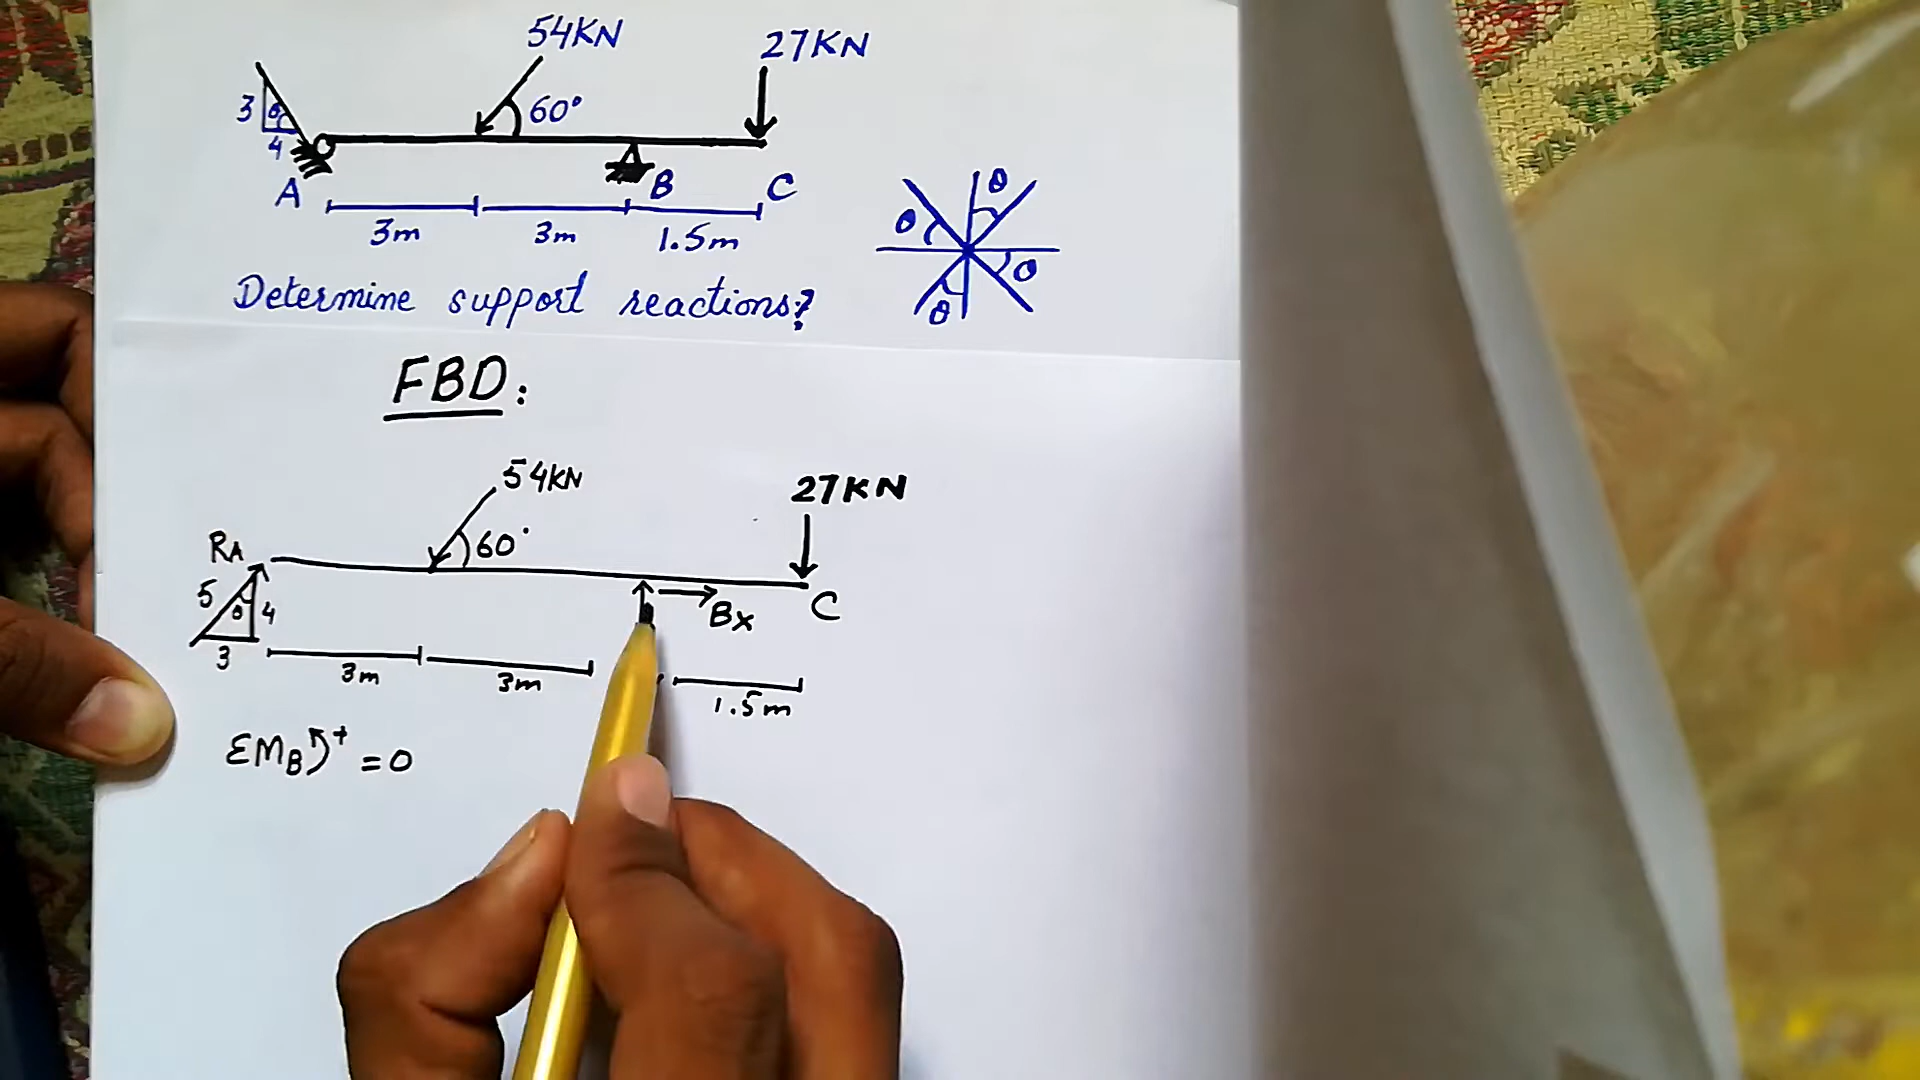 54KN
27KN
3
θ
60°
4
A
B
C
3m
3m
1.5m
θ
θ
θ
θ
Determine support reactions?
FBD:
54KN
27KN
RA
60°
5
θ
4
Bx
C
3
3m
3m
1.5m
ΣMB⤴+ = 0